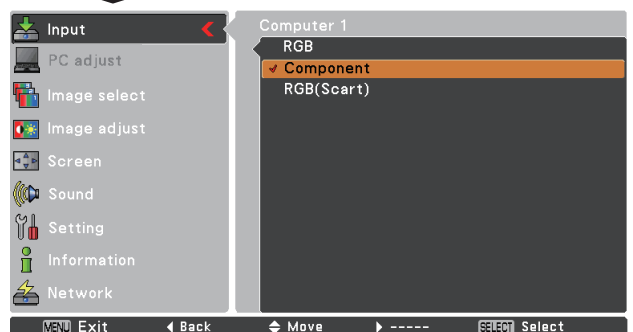 Input
PC adjust
Image select
Image adjust
Screen
Sound
Setting
Information
Network
Computer 1
RGB
Component
RGB(Scart)
MENU Exit Back Move ----- SELECT Select